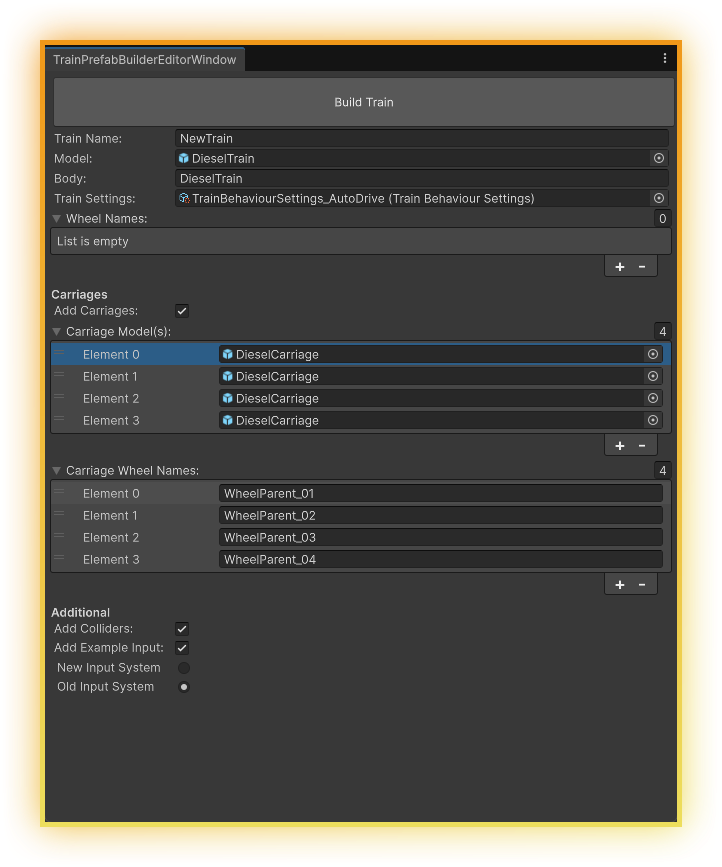 TrainPrefabBuilderEditorWindow
Build Train
Train Name: NewTrain
Model: DieselTrain
Body: DieselTrain
Train Settings: TrainBehaviourSettings_AutoDrive (Train Behaviour Settings)
Wheel Names: 0
List is empty
+ -
Carriages
Add Carriages:
Carriage Model(s): 4
Element 0 DieselCarriage
Element 1 DieselCarriage
Element 2 DieselCarriage
Element 3 DieselCarriage
+ -
Carriage Wheel Names: 4
Element 0 WheelParent_01
Element 1 WheelParent_02
Element 2 WheelParent_03
Element 3 WheelParent_04
+ -
Additional
Add Colliders:
Add Example Input:
New Input System
Old Input System